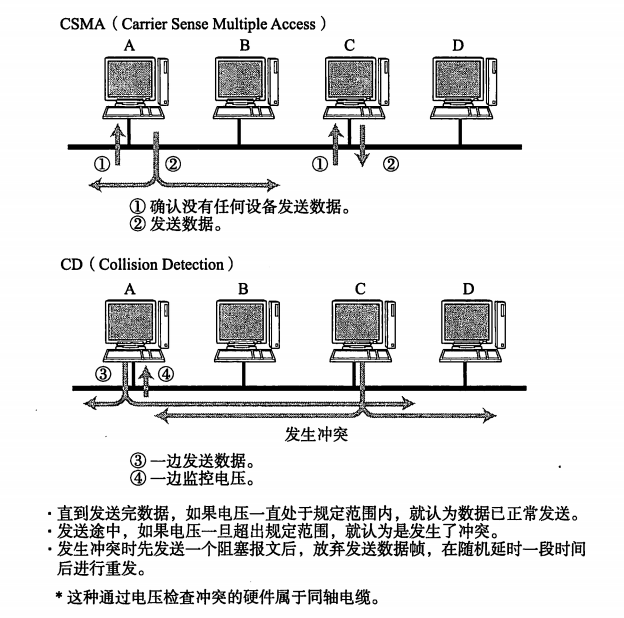 CSMA（Carrier Sense Multiple Access）
A B C D
① ② ① ②
① 确认没有任何设备发送数据。
② 发送数据。
CD（Collision Detection）
A B C D
③ ④
发生冲突
③ 一边发送数据。
④ 一边监控电压。
· 直到发送完数据，如果电压一直处于规定范围内，就认为数据已正常发送。
· 发送途中，如果电压一旦超出规定范围，就认为是发生了冲突。
· 发生冲突时先发送一个阻塞报文后，放弃发送数据帧，在随机延时一段时间
后进行重发。
* 这种通过电压检查冲突的硬件属于同轴电缆。